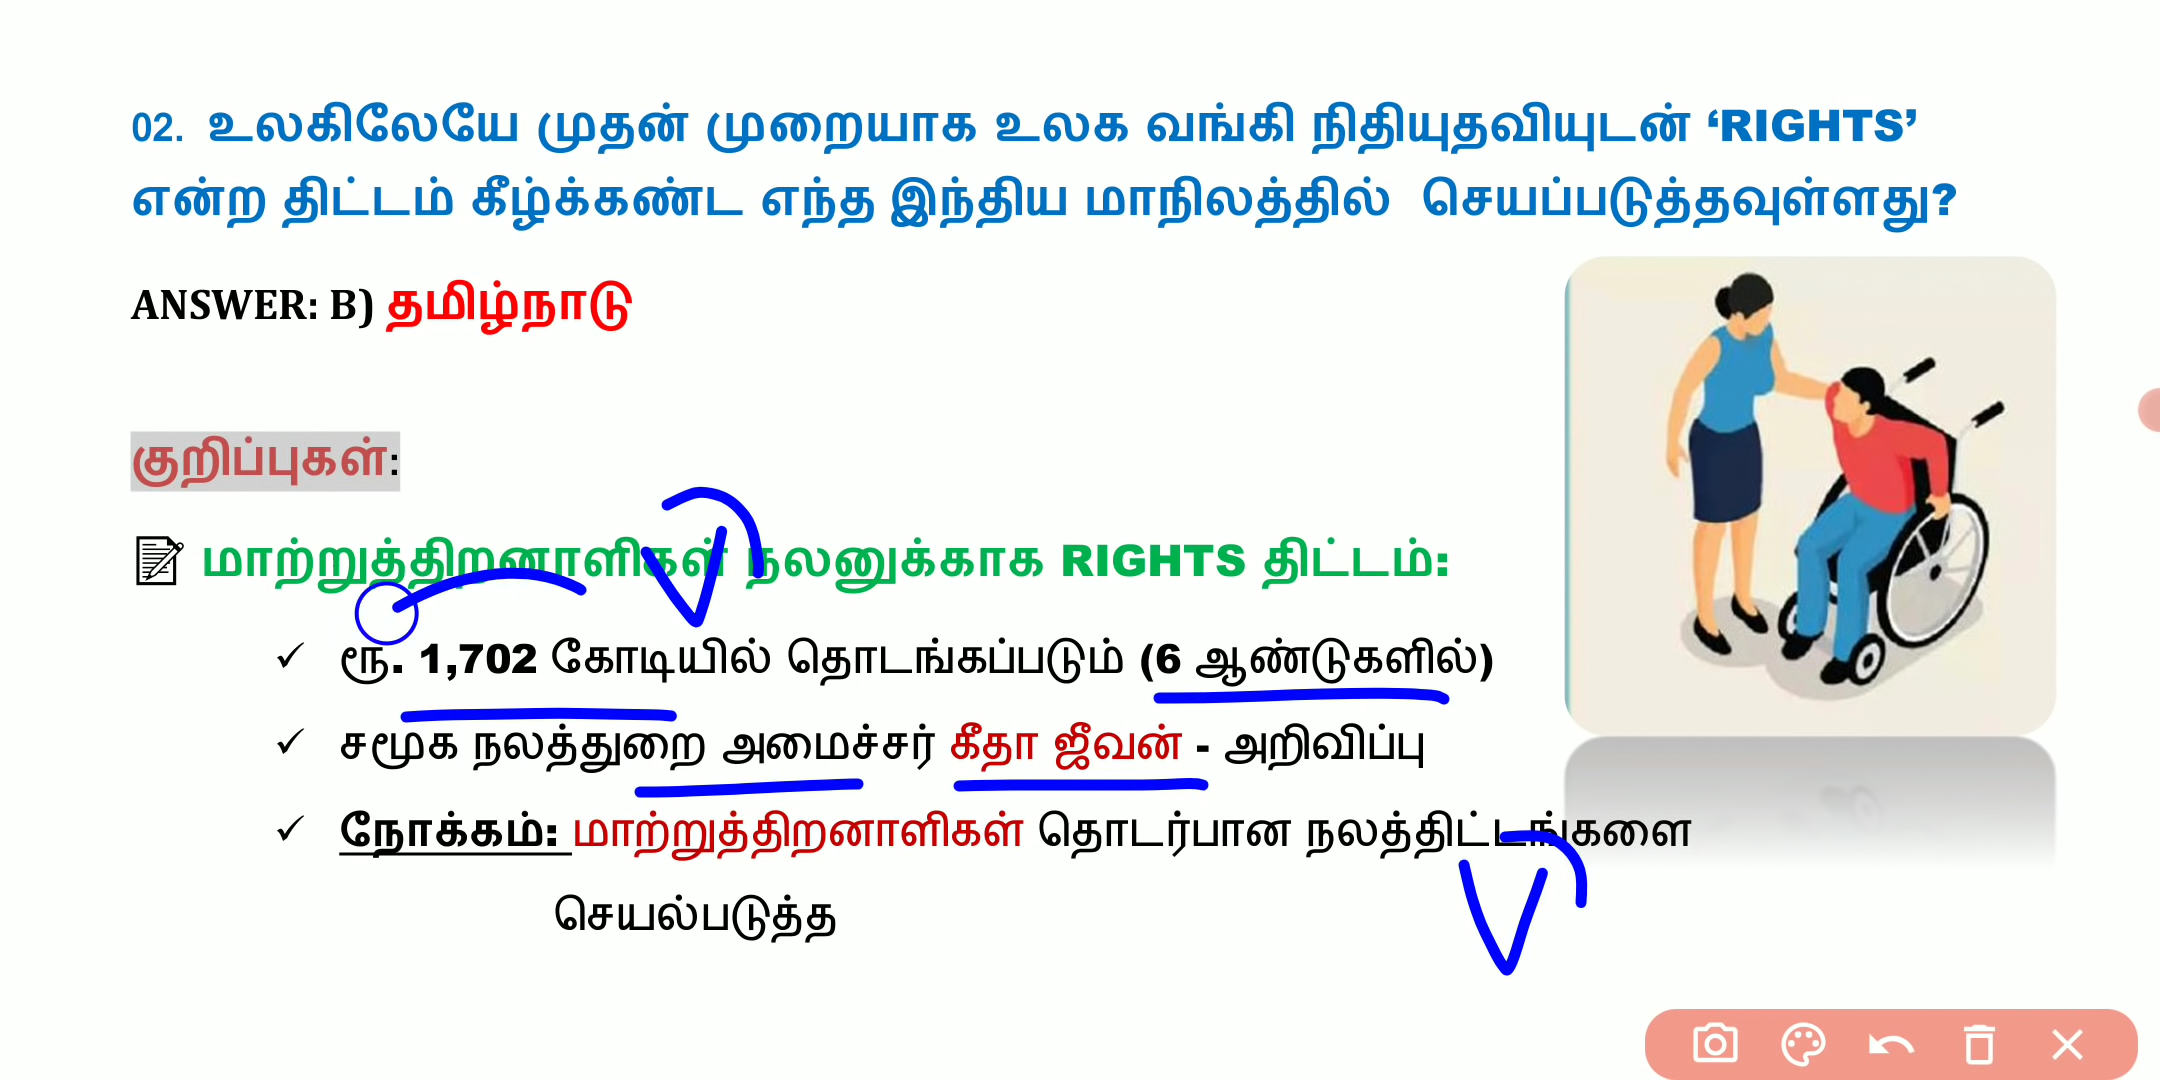 02. உலகிலேயே முதன் முறையாக உலக வங்கி நிதியுதவியுடன் ‘RIGHTS’
என்ற திட்டம் கீழ்க்கண்ட எந்த இந்திய மாநிலத்தில் செயப்படுத்தவுள்ளது?
ANSWER: B) தமிழ்நாடு
குறிப்புகள்:
மாற்றுத்திறனாளிகள் நலனுக்காக RIGHTS திட்டம்:
✓ ரூ. 1,702 கோடியில் தொடங்கப்படும் (6 ஆண்டுகளில்)
✓ சமூக நலத்துறை அமைச்சர் கீதா ஜீவன் - அறிவிப்பு
✓ நோக்கம்: மாற்றுத்திறனாளிகள் தொடர்பான நலத்திட்டங்களை
செயல்படுத்த